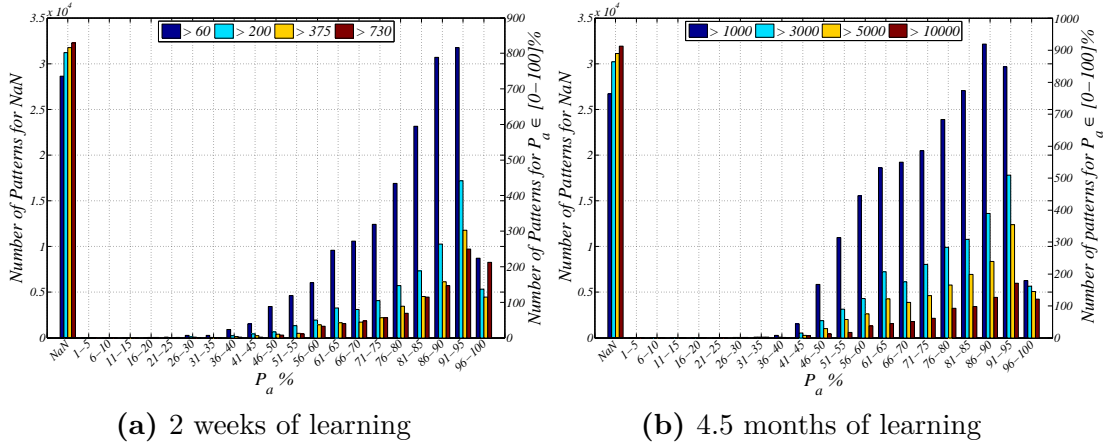 x 10^4
> 60 > 200 > 375 > 730
Number of Patterns for NaN
3.5
3
2.5
2
1.5
1
0.5
0
900
800
700
600
500
400
300
200
100
0
Number of Patterns for P_a ∈ [0−100]%
NaN 1−5 6−10 11−15 16−20 21−25 26−30 31−35 36−40 41−45 46−50 51−55 56−60 61−65 66−70 71−75 76−80 81−85 86−90 91−95 96−100
P_a %
(a) 2 weeks of learning
x 10^4
> 1000 > 3000 > 5000 > 10000
Number of Patterns for NaN
3.5
3
2.5
2
1.5
1
0.5
0
1000
900
800
700
600
500
400
300
200
100
0
Number of patterns for P_a ∈ [0−100]%
NaN 1−5 6−10 11−15 16−20 21−25 26−30 31−35 36−40 41−45 46−50 51−55 56−60 61−65 66−70 71−75 76−80 81−85 86−90 91−95 96−100
P_a %
(b) 4.5 months of learning